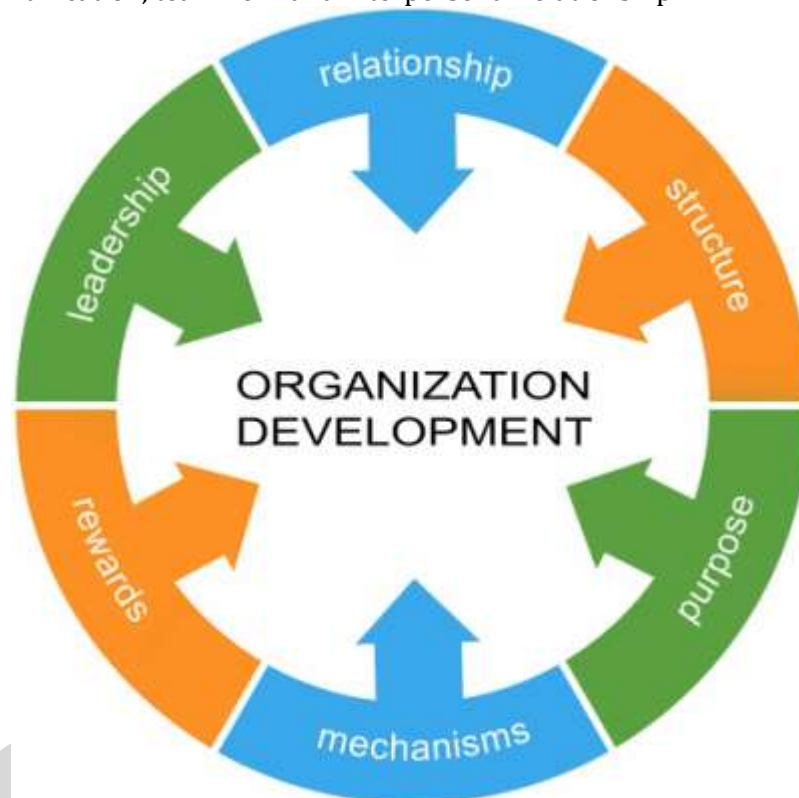 relationship
structure
leadership
ORGANIZATION
DEVELOPMENT
rewards
purpose
mechanisms